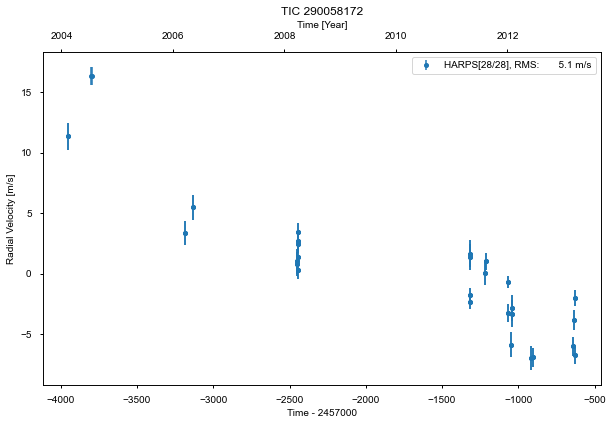 TIC 290058172
Time [Year]
2004 2006 2008 2010 2012
HARPS[28/28], RMS: 5.1 m/s
15
10
5
0
−5
Radial Velocity [m/s]
−4000 −3500 −3000 −2500 −2000 −1500 −1000 −500
Time - 2457000